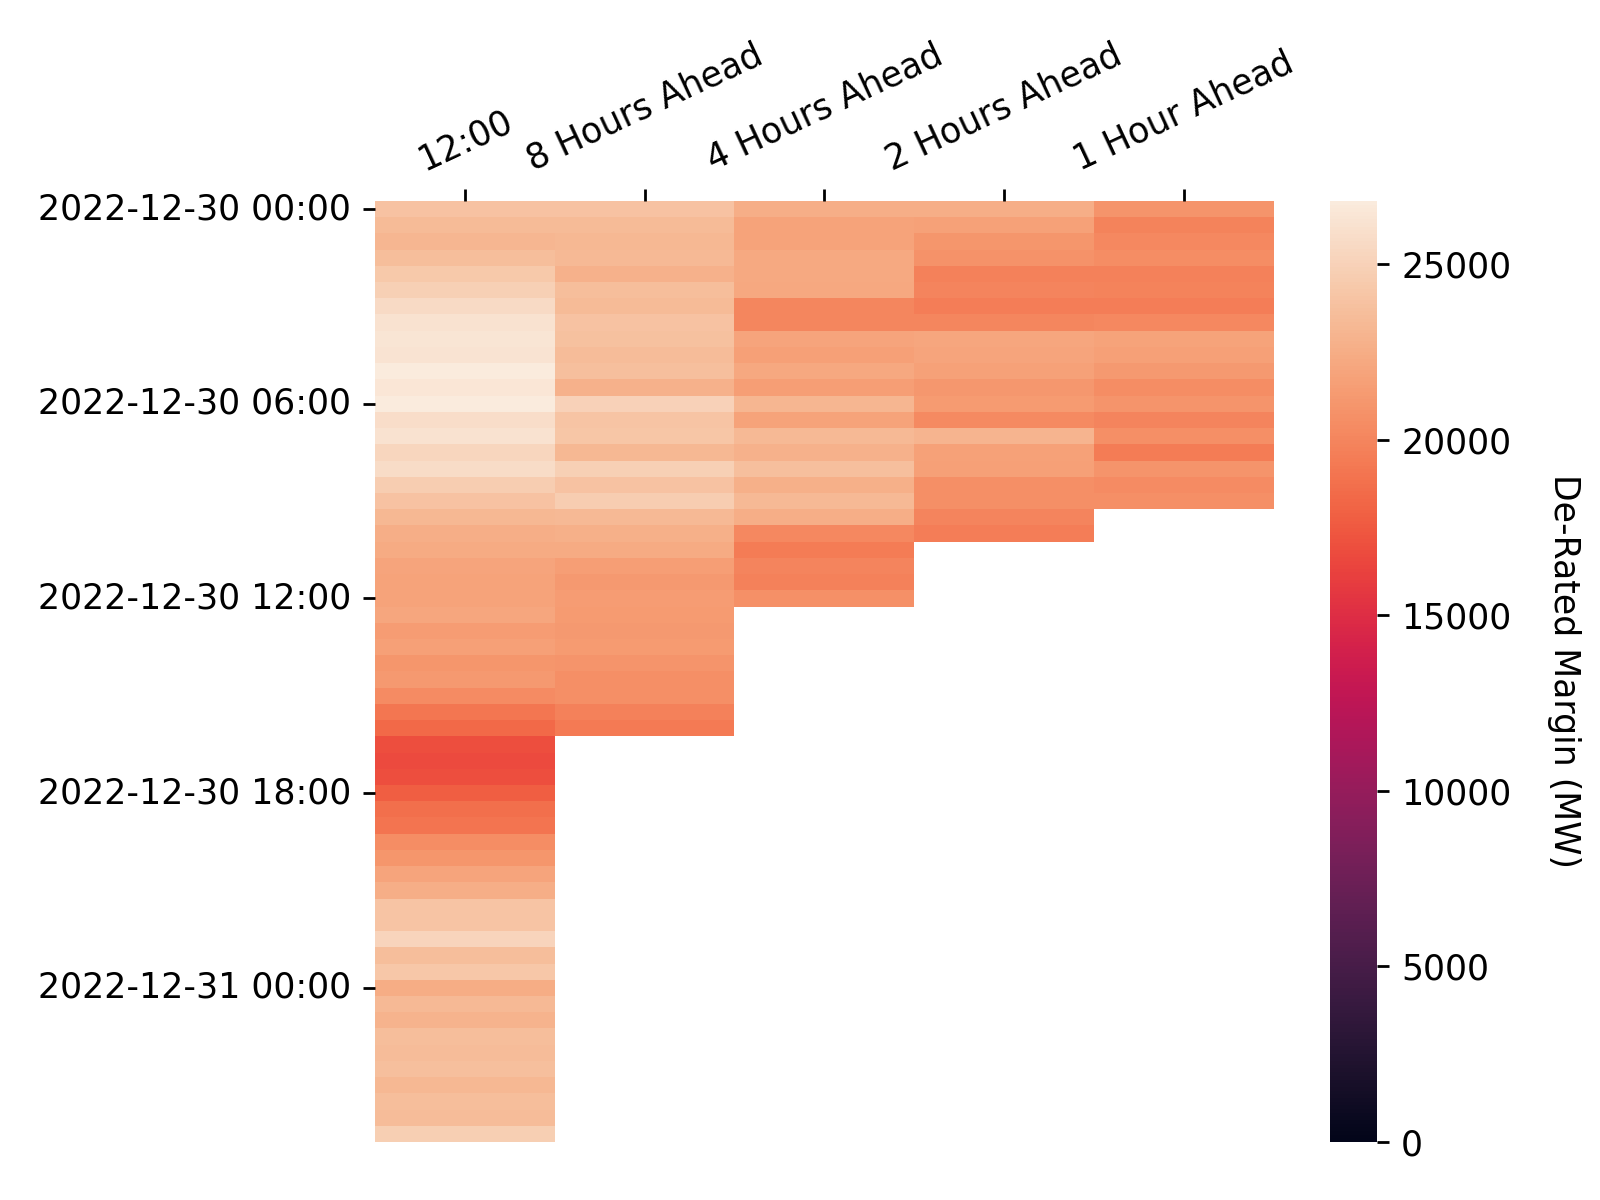 12:00
8 Hours Ahead
4 Hours Ahead
2 Hours Ahead
1 Hour Ahead
2022-12-30 00:00
2022-12-30 06:00
2022-12-30 12:00
2022-12-30 18:00
2022-12-31 00:00
25000
20000
15000
10000
5000
0
De-Rated Margin (MW)